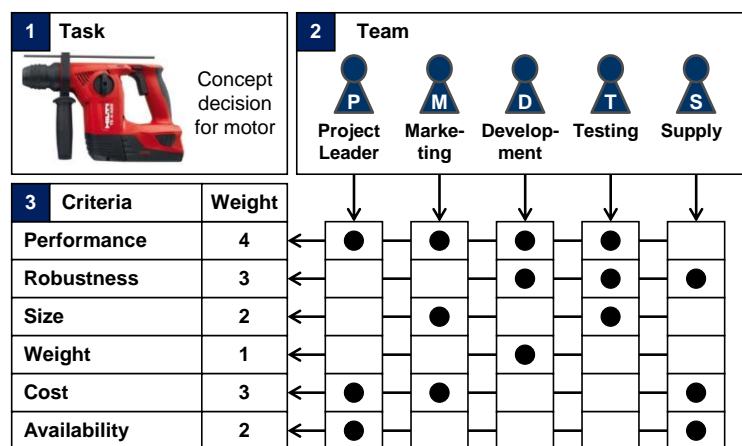 1 Task
Concept
decision
for motor
HILTI
2 Team
P M D T S
Project
Leader
Marke-
ting
Develop-
ment
Testing
Supply
3 Criteria Weight
Performance 4
Robustness 3
Size 2
Weight 1
Cost 3
Availability 2